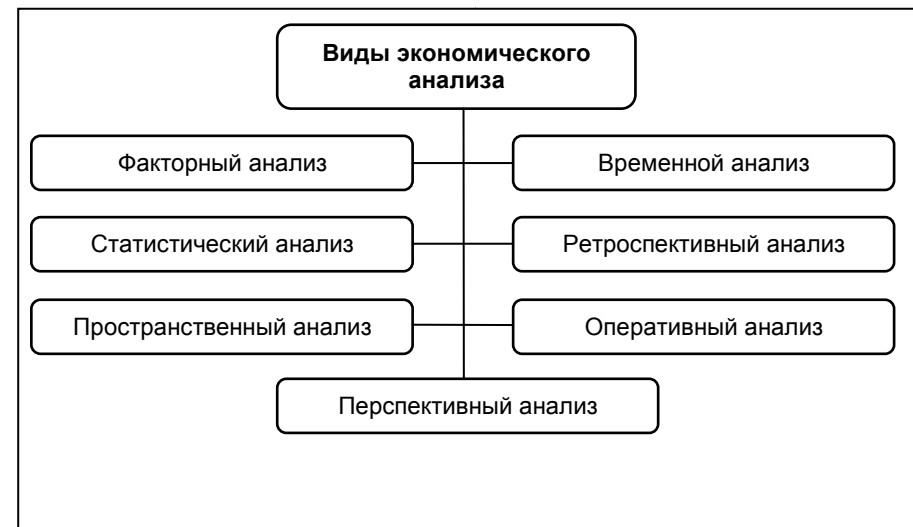 Виды экономического
анализа
Факторный анализ
Временной анализ
Статистический анализ
Ретроспективный анализ
Пространственный анализ
Оперативный анализ
Перспективный анализ